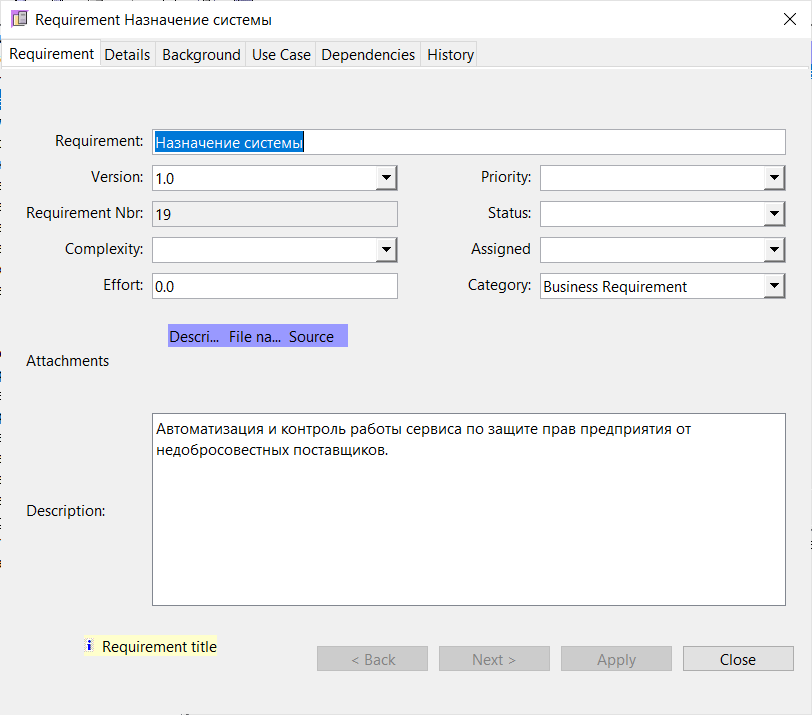 Requirement Назначение системы
Requirement Details Background Use Case Dependencies History
Requirement: Назначение системы
Version: 1.0 Priority:
Requirement Nbr: 19 Status:
Complexity: Assigned
Effort: 0.0 Category: Business Requirement
Descri... File na... Source
Attachments
Автоматизация и контроль работы сервиса по защите прав предприятия от
недобросовестных поставщиков.
Description:
Requirement title
< Back Next > Apply Close